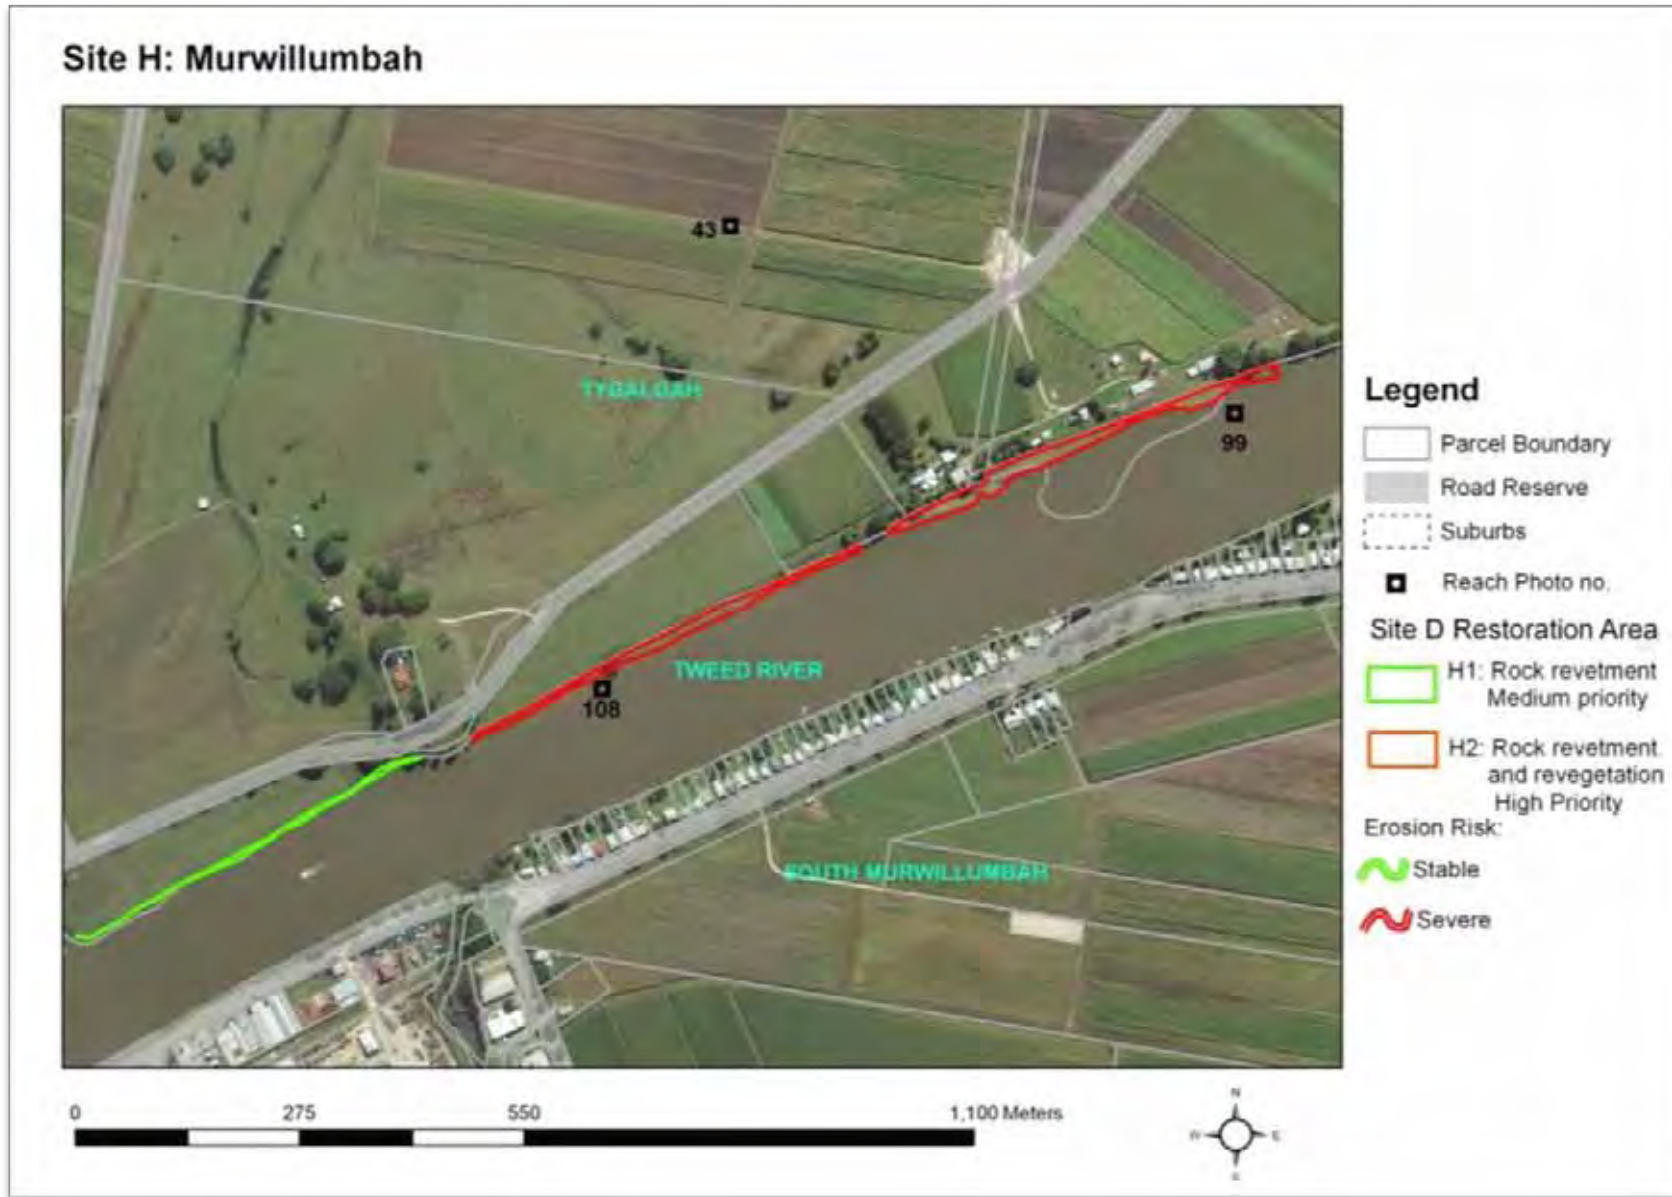 Site H: Murwillumbah
43
TYGALGAH
99
TWEED RIVER
108
SOUTH MURWILLUMBAH
Legend
Parcel Boundary
Road Reserve
Suburbs
Reach Photo no.
Site D Restoration Area
H1: Rock revetment
Medium priority
H2: Rock revetment
and revegetation
High Priority
Erosion Risk:
Stable
Severe
0 275 550 1,100 Meters
N
W E
S